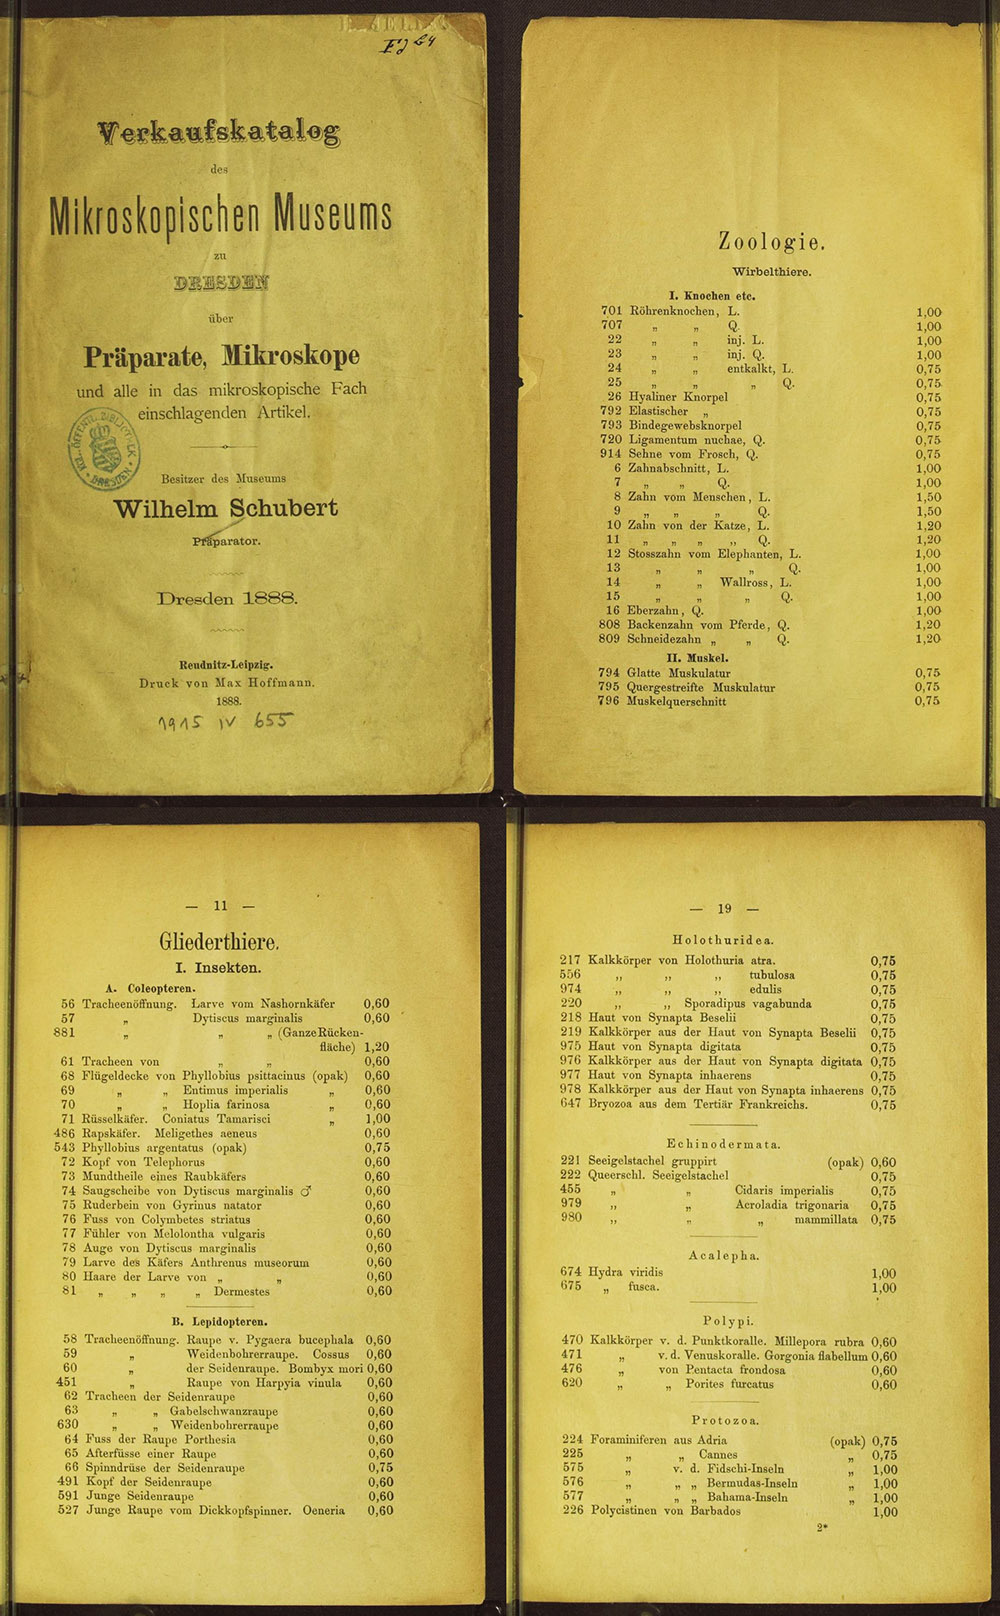 E J 64
Verkaufskatalog
des
Mikroskopischen Museums
zu
DRESDEN
über
Präparate, Mikroskope
und alle in das mikroskopische Fach
einschlagenden Artikel.
KGL. ÖFFENTL. BIBLIOTHEK
DRESDEN
Besitzer des Museums
Wilhelm Schubert
Präparator.
Dresden 1888.
Reudnitz-Leipzig.
Druck von Max Hoffmann.
1888.
1915 IV 655
Zoologie.
Wirbelthiere.
I. Knochen etc.
701 Röhrenknochen, L. 1,00
707 „ „ Q. 1,00
22 „ „ inj. L. 1,00
23 „ „ inj. Q. 1,00
24 „ „ entkalkt, L. 0,75
25 „ „ „ Q. 0,75
26 Hyaliner Knorpel 0,75
792 Elastischer „ 0,75
793 Bindegewebsknorpel 0,75
720 Ligamentum nuchae, Q. 0,75
914 Sehne vom Frosch, Q. 0,75
6 Zahnabschnitt, L. 1,00
7 „ „ Q. 1,00
8 Zahn vom Menschen, L. 1,50
9 „ „ „ Q. 1,50
10 Zahn von der Katze, L. 1,20
11 „ „ „ „ Q. 1,20
12 Stosszahn vom Elephanten, L. 1,00
13 „ „ „ Q. 1,00
14 „ „ Wallross, L. 1,00
15 „ „ „ Q. 1,00
16 Eberzahn, Q. 1,00
808 Backenzahn vom Pferde, Q. 1,20
809 Schneidezahn „ „ Q. 1,20
II. Muskel.
794 Glatte Muskulatur 0,75
795 Quergestreifte Muskulatur 0,75
796 Muskelquerschnitt 0,75
— 11 —
Gliederthiere.
I. Insekten.
A. Coleopteren.
56 Tracheenöffnung. Larve vom Nashornkäfer 0,60
57 „ Dytiscus marginalis 0,60
881 „ „ „ (Ganze Rücken-
fläche) 1,20
61 Tracheen von „ „ 0,60
68 Flügeldecke von Phyllobius psittacinus (opak) 0,60
69 „ „ Entimus imperialis „ 0,60
70 „ „ Hoplia farinosa „ 0,60
71 Rüsselkäfer. Coniatus Tamarisci „ 1,00
486 Rapskäfer. Meligethes aeneus 0,60
543 Phyllobius argentatus (opak) 0,75
72 Kopf von Telephorus 0,60
73 Mundtheile eines Raubkäfers 0,60
74 Saugscheibe von Dytiscus marginalis ♂ 0,60
75 Ruderbein von Gyrinus natator 0,60
76 Fuss von Colymbetes striatus 0,60
77 Fühler von Melolontha vulgaris 0,60
78 Auge von Dytiscus marginalis 0,60
79 Larve des Käfers Anthrenus museorum 0,60
80 Haare der Larve von „ „ 0,60
81 „ „ „ „ Dermestes 0,60
B. Lepidopteren.
58 Tracheenöffnung. Raupe v. Pygaera bucephala 0,60
59 „ Weidenbohrerraupe. Cossus 0,60
60 „ der Seidenraupe. Bombyx mori 0,60
451 „ Raupe von Harpyia vinula 0,60
62 Tracheen der Seidenraupe 0,60
63 „ „ Gabelschwanzraupe 0,60
630 „ „ Weidenbohrerraupe 0,60
64 Fuss der Raupe Porthesia 0,60
65 Afterfüsse einer Raupe 0,60
66 Spinndrüse der Seidenraupe 0,75
491 Kopf der Seidenraupe 0,60
591 Junge Seidenraupe 0,60
527 Junge Raupe vom Dickkopfspinner. Oeneria 0,60
— 19 —
Holothuridea.
217 Kalkkörper von Holothuria atra. 0,75
556 „ „ „ tubulosa 0,75
974 „ „ „ edulis 0,75
220 „ „ Sporadipus vagabunda 0,75
218 Haut von Synapta Beselii 0,75
219 Kalkkörper aus der Haut von Synapta Beselii 0,75
975 Haut von Synapta digitata 0,75
976 Kalkkörper aus der Haut von Synapta digitata 0,75
977 Haut von Synapta inhaerens 0,75
978 Kalkkörper aus der Haut von Synapta inhaerens 0,75
647 Bryozoa aus dem Tertiär Frankreichs. 0,75
Echinodermata.
221 Seeigelstachel gruppirt (opak) 0,60
222 Queerschl. Seeigelstachel 0,75
455 „ „ Cidaris imperialis 0,75
979 „ „ Acroladia trigonaria 0,75
980 „ „ „ mammillata 0,75
Acalepha.
674 Hydra viridis 1,00
675 „ fusca. 1,00
Polypi.
470 Kalkkörper v. d. Punktkoralle. Millepora rubra 0,60
471 „ v. d. Venuskoralle. Gorgonia flabellum 0,60
476 „ von Pentacta frondosa 0,60
620 „ „ Porites furcatus 0,60
Protozoa.
224 Foraminiferen aus Adria (opak) 0,75
225 „ „ Cannes „ 0,75
575 „ v. d. Fidschi-Inseln „ 1,00
576 „ „ „ Bermudas-Inseln „ 1,00
577 „ „ „ Bahama-Inseln „ 1,00
226 Polycistinen von Barbados 1,00
2*